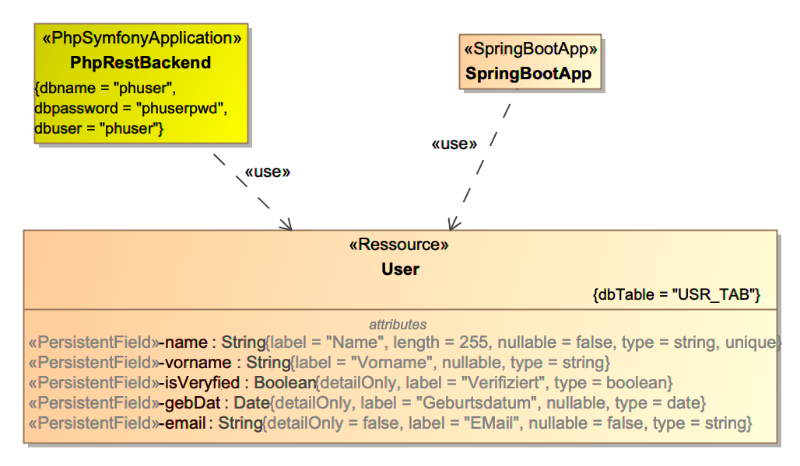 «PhpSymfonyApplication»
PhpRestBackend
{dbname = "phuser",
dbpassword = "phuserpwd",
dbuser = "phuser"}
«SpringBootApp»
SpringBootApp
«use»
«use»
«Ressource»
User
{dbTable = "USR_TAB"}
attributes
«PersistentField»-name : String{label = "Name", length = 255, nullable = false, type = string, unique}
«PersistentField»-vorname : String{label = "Vorname", nullable, type = string}
«PersistentField»-isVeryfied : Boolean{detailOnly, label = "Verifiziert", type = boolean}
«PersistentField»-gebDat : Date{detailOnly, label = "Geburtsdatum", nullable, type = date}
«PersistentField»-email : String{detailOnly = false, label = "EMail", nullable = false, type = string}